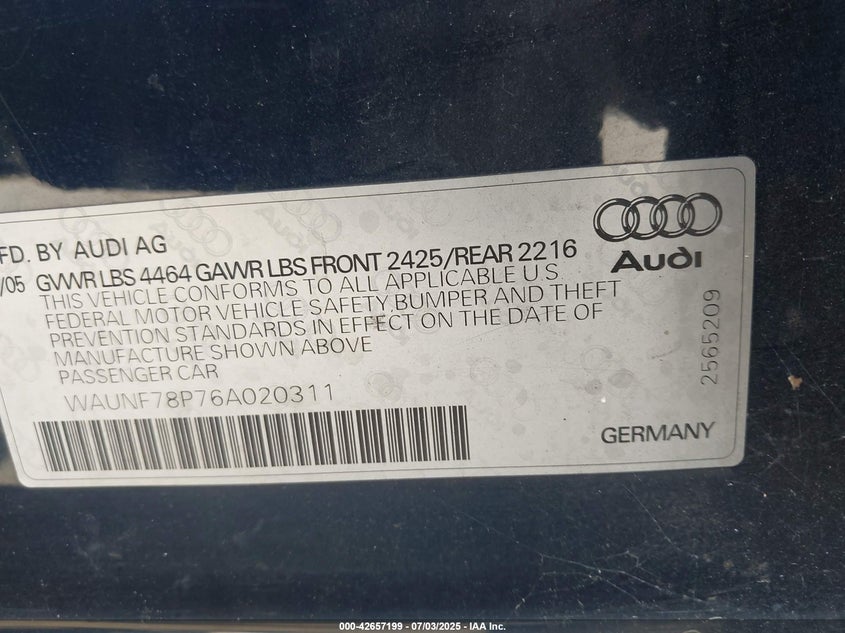 FD. BY AUDI AG
/05 GVWR LBS 4464 GAWR LBS FRONT 2425/REAR 2216
THIS VEHICLE CONFORMS TO ALL APPLICABLE U.S.
FEDERAL MOTOR VEHICLE SAFETY, BUMPER AND THEFT
PREVENTION STANDARDS IN EFFECT ON THE DATE OF
MANUFACTURE SHOWN ABOVE
PASSENGER CAR
WAUNF78P76A020311
Audi
2565209
GERMANY
000-42657199 - 07/03/2025 - IAA Inc.